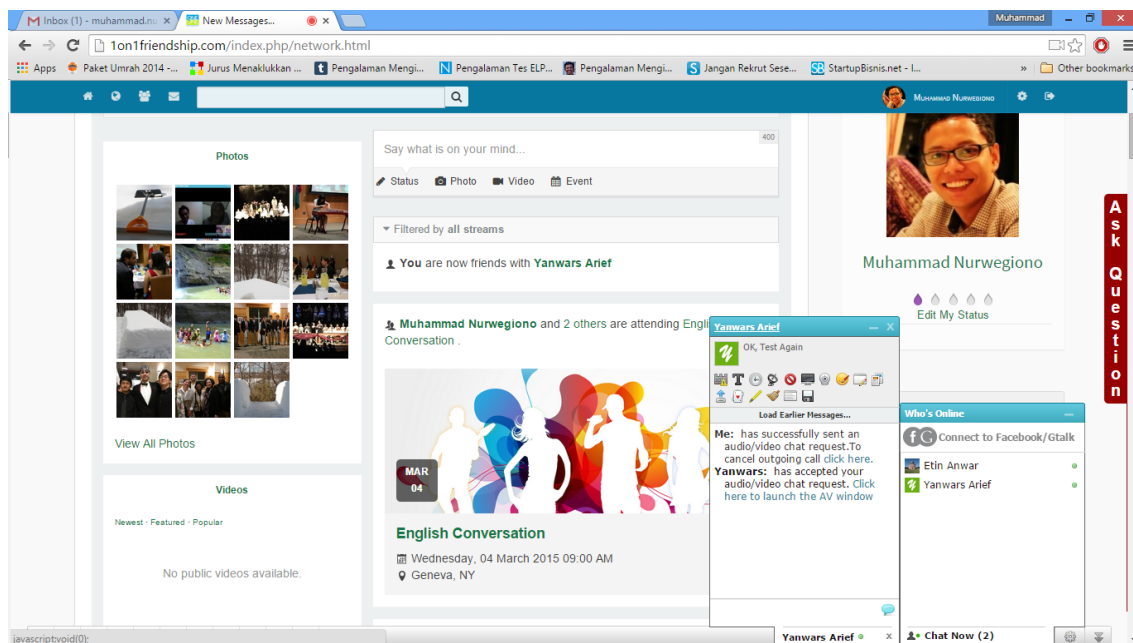 Inbox (1) - muhammad.nu
New Messages...
Muhammad
1on1friendship.com/index.php/network.html
Apps
Paket Umrah 2014 -...
Jurus Menaklukkan ...
Pengalaman Mengi...
Pengalaman Tes ELP...
Pengalaman Mengi...
Jangan Rekrut Sese...
StartupBisnis.net - I...
»
Other bookmarks
Muhammad Nurwegiono
Photos
View All Photos
Videos
Newest · Featured · Popular
No public videos available.
400
Say what is on your mind...
Status Photo Video Event
Filtered by all streams
You are now friends with Yanwars Arief
Muhammad Nurwegiono and 2 others are attending Engli
Conversation .
MAR
04
English Conversation
Wednesday, 04 March 2015 09:00 AM
Geneva, NY
Muhammad Nurwegiono
Edit My Status
Ask Question
Yanwars Arief
OK, Test Again
Load Earlier Messages...
Me: has successfully sent an
audio/video chat request.To
cancel outgoing call click here.
Yanwars: has accepted your
audio/video chat request. Click
here to launch the AV window
Who's Online
Connect to Facebook/Gtalk
Etin Anwar
Yanwars Arief
Yanwars Arief
Chat Now (2)
javascript:void(0);